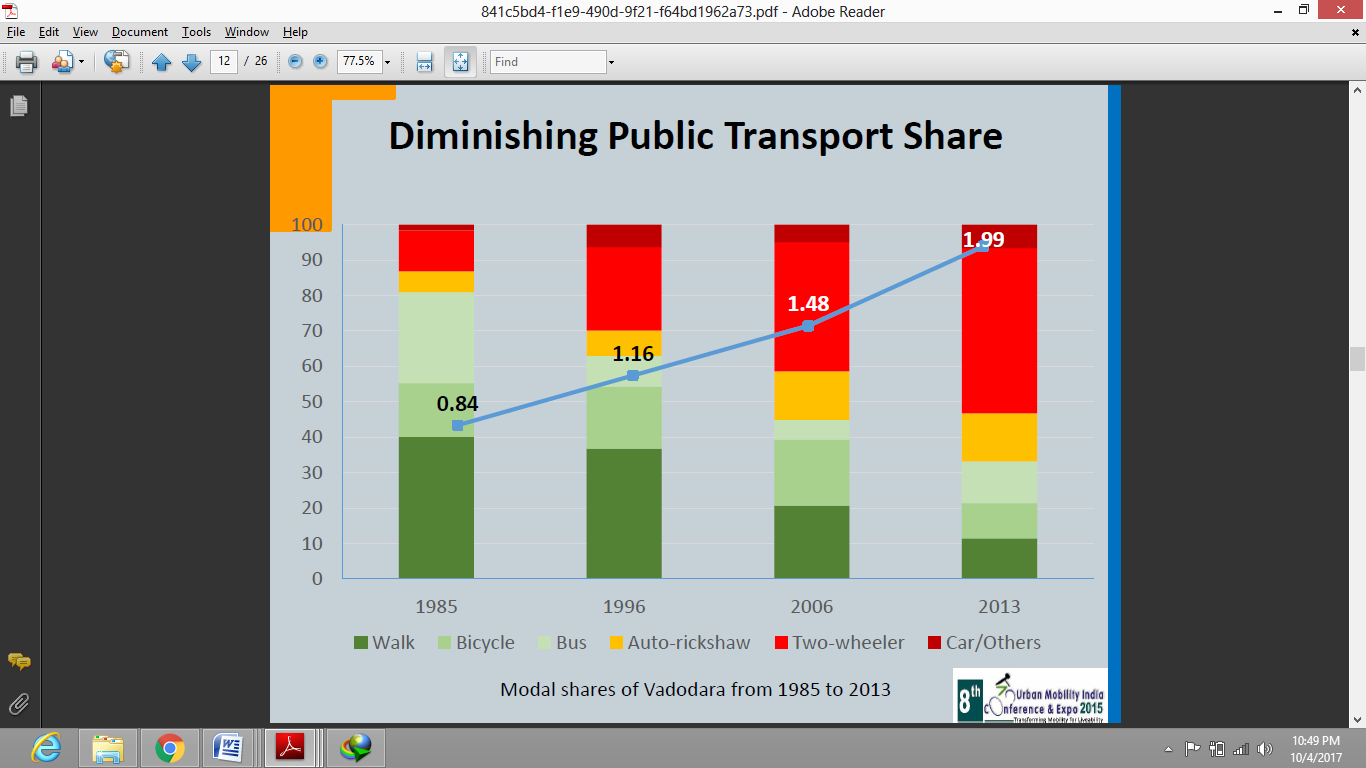 841c5bd4-f1e9-490d-9f21-f64bd1962a73.pdf - Adobe Reader
File Edit View Document Tools Window Help
12 / 26 77.5% Find
Diminishing Public Transport Share
100
90
80
70
60
50
40
30
20
10
0
0.84
1.16
1.48
1.99
1985 1996 2006 2013
Walk Bicycle Bus Auto-rickshaw Two-wheeler Car/Others
Modal shares of Vadodara from 1985 to 2013
8th Urban Mobility India
Conference & Expo 2015
Transforming Mobility for Liveability
10:49 PM
10/4/2017